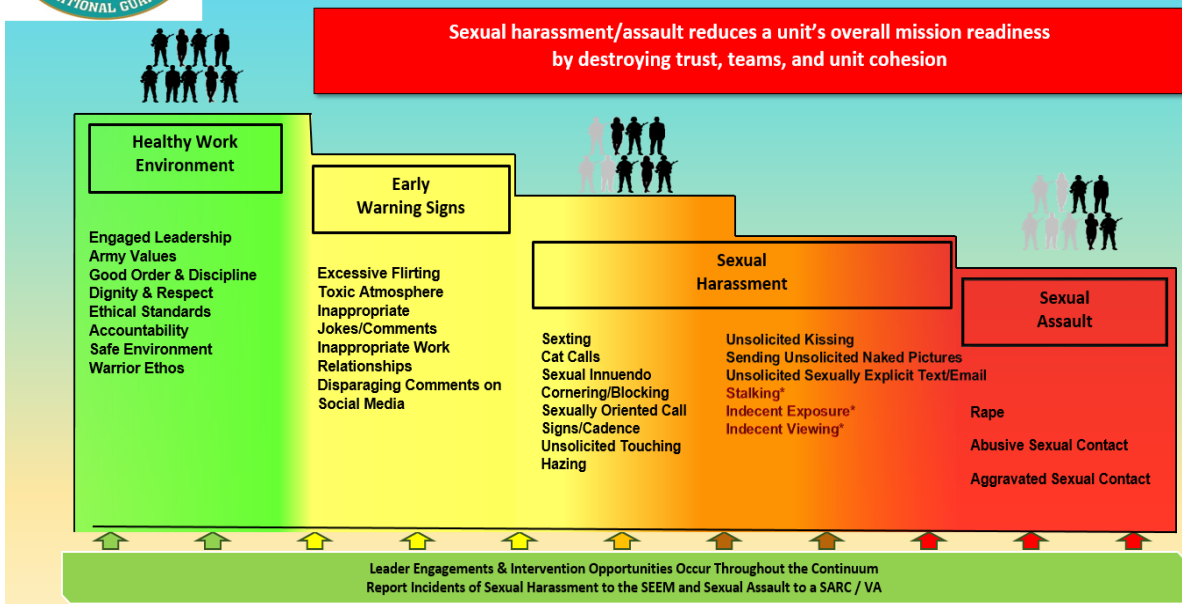 ATIONAL GUA
Sexual harassment/assault reduces a unit's overall mission readiness
by destroying trust, teams, and unit cohesion
Healthy Work
Environment
Engaged Leadership
Army Values
Good Order & Discipline
Dignity & Respect
Ethical Standards
Accountability
Safe Environment
Warrior Ethos
Early
Warning Signs
Excessive Flirting
Toxic Atmosphere
Inappropriate
Jokes/Comments
Inappropriate Work
Relationships
Disparaging Comments on
Social Media
Sexual
Harassment
Sexting
Cat Calls
Sexual Innuendo
Cornering/Blocking
Sexually Oriented Call
Signs/Cadence
Unsolicited Touching
Hazing
Unsolicited Kissing
Sending Unsolicited Naked Pictures
Unsolicited Sexually Explicit Text/Email
Stalking*
Indecent Exposure*
Indecent Viewing*
Sexual
Assault
Rape
Abusive Sexual Contact
Aggravated Sexual Contact
Leader Engagements & Intervention Opportunities Occur Throughout the Continuum
Report Incidents of Sexual Harassment to the SEEM and Sexual Assault to a SARC / VA